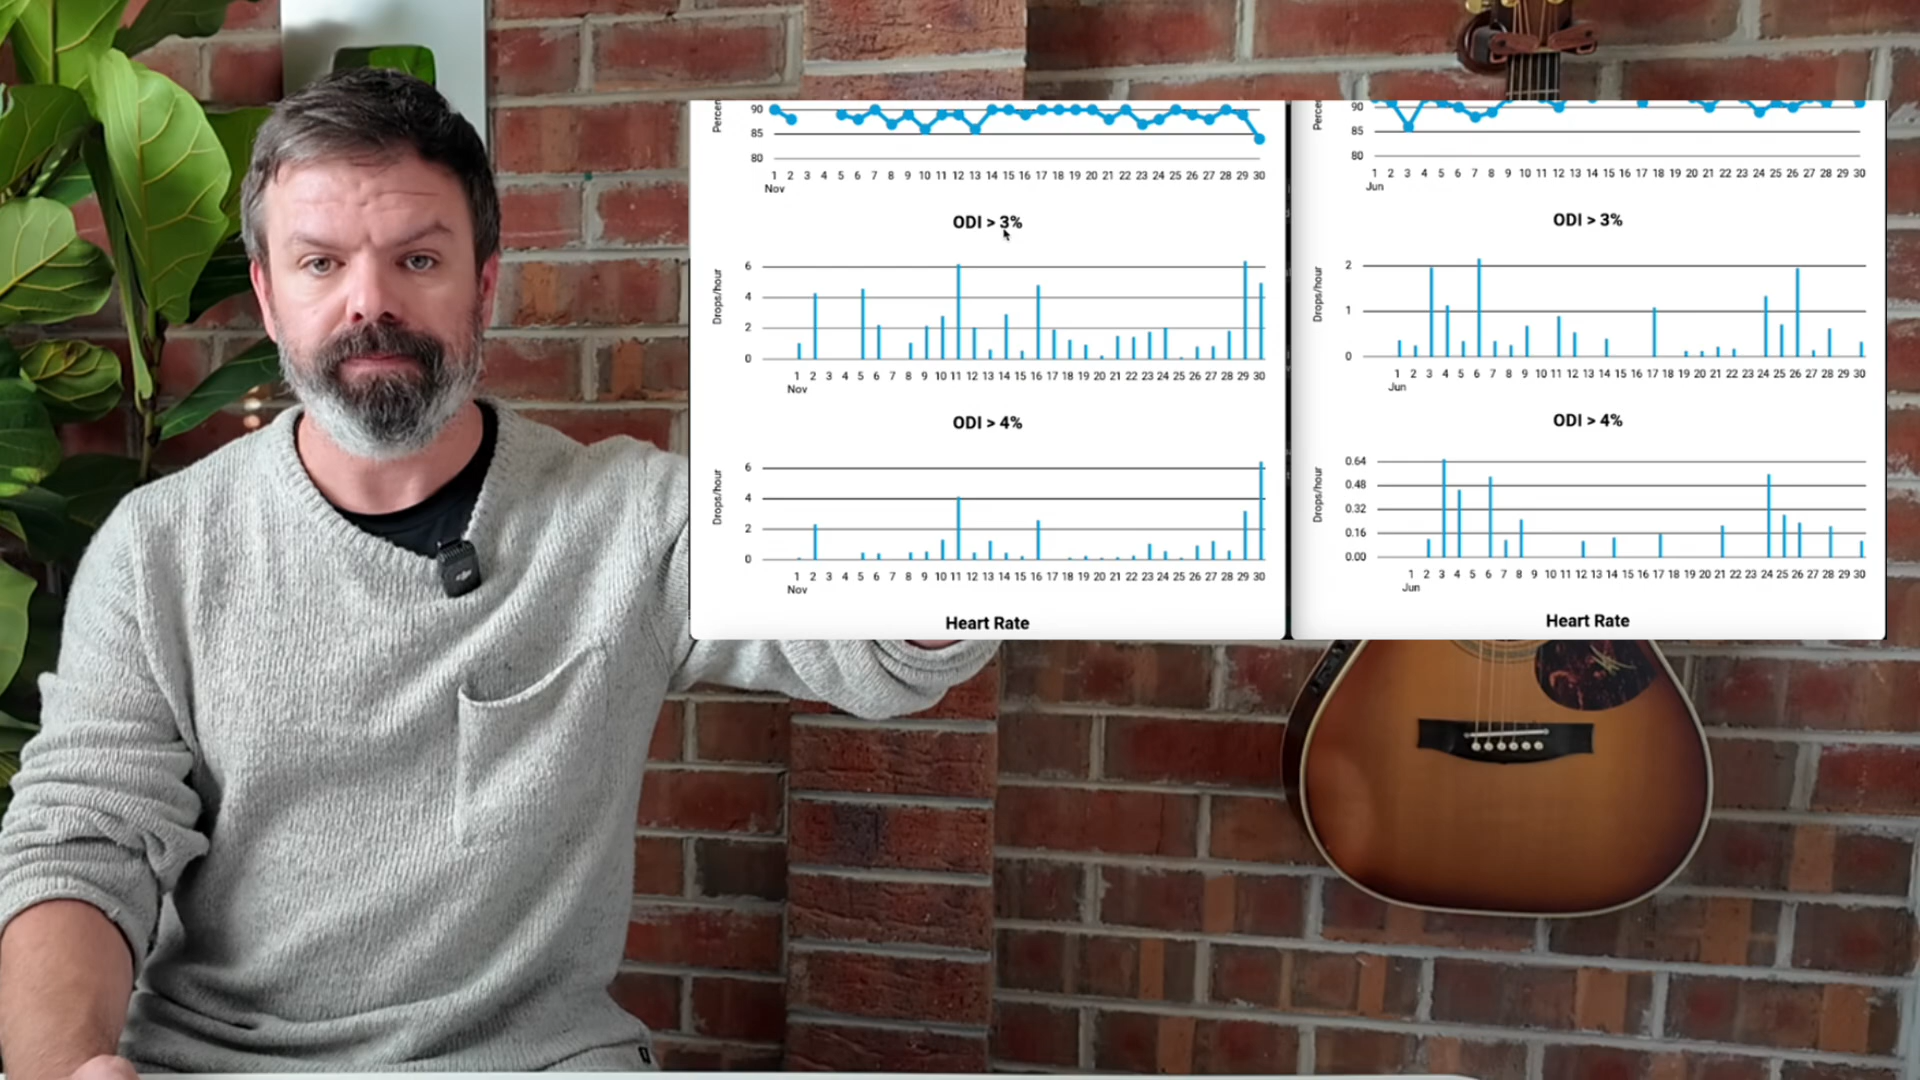 Percen
90
85
80
1 2 3 4 5 6 7 8 9 10 11 12 13 14 15 16 17 18 19 20 21 22 23 24 25 26 27 28 29 30
Nov
ODI > 3%
Drops/hour
6
4
2
0
1 2 3 4 5 6 7 8 9 10 11 12 13 14 15 16 17 18 19 20 21 22 23 24 25 26 27 28 29 30
Nov
ODI > 4%
Drops/hour
6
4
2
0
1 2 3 4 5 6 7 8 9 10 11 12 13 14 15 16 17 18 19 20 21 22 23 24 25 26 27 28 29 30
Nov
Heart Rate
Perce
90
85
80
1 2 3 4 5 6 7 8 9 10 11 12 13 14 15 16 17 18 19 20 21 22 23 24 25 26 27 28 29 30
Jun
ODI > 3%
Drops/hour
2
1
0
1 2 3 4 5 6 7 8 9 10 11 12 13 14 15 16 17 18 19 20 21 22 23 24 25 26 27 28 29 30
Jun
ODI > 4%
Drops/hour
0.64
0.48
0.32
0.16
0.00
1 2 3 4 5 6 7 8 9 10 11 12 13 14 16 17 18 19 20 21 22 23 24 25 26 27 28 29 30
Jun
Heart Rate